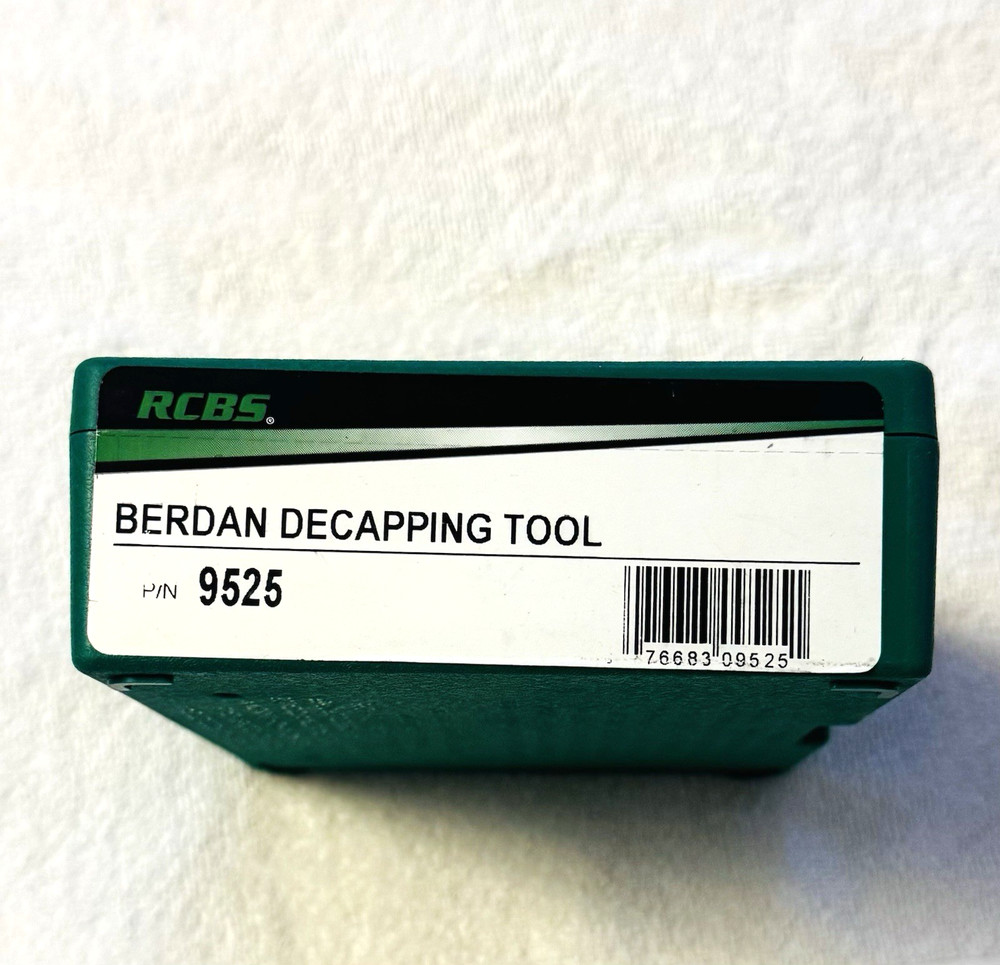 RCBS®
BERDAN DECAPPING TOOL
P/N 9525
76683 09525